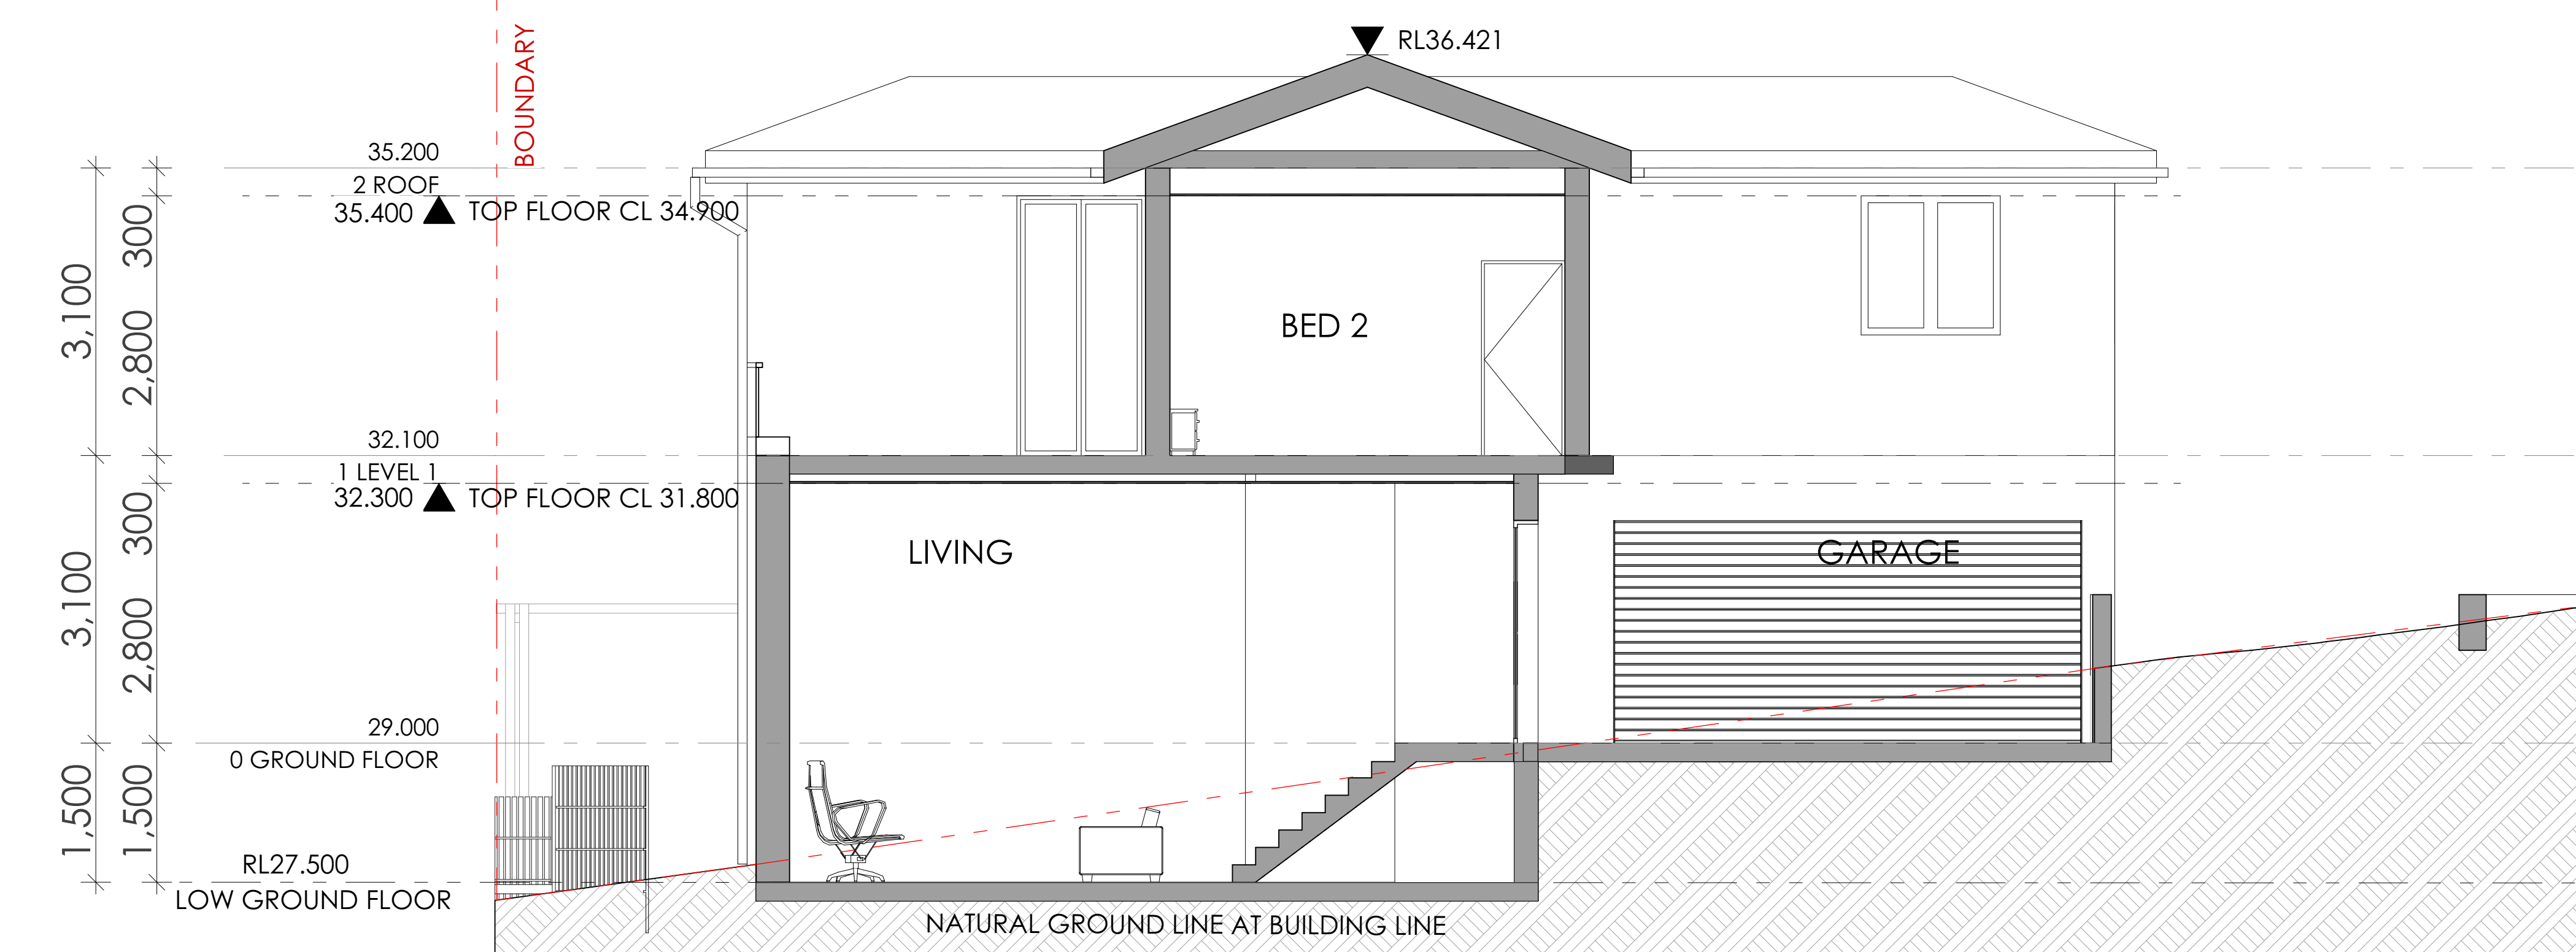 BOUNDARY
RL36.421
35.200
2 ROOF
35.400 TOP FLOOR CL 34.900
300
3,100
2,800
BED 2
32.100
1 LEVEL 1
32.300 TOP FLOOR CL 31.800
300
3,100
2,800
LIVING
GARAGE
29.000
0 GROUND FLOOR
1,500
1,500
RL27.500
LOW GROUND FLOOR
NATURAL GROUND LINE AT BUILDING LINE